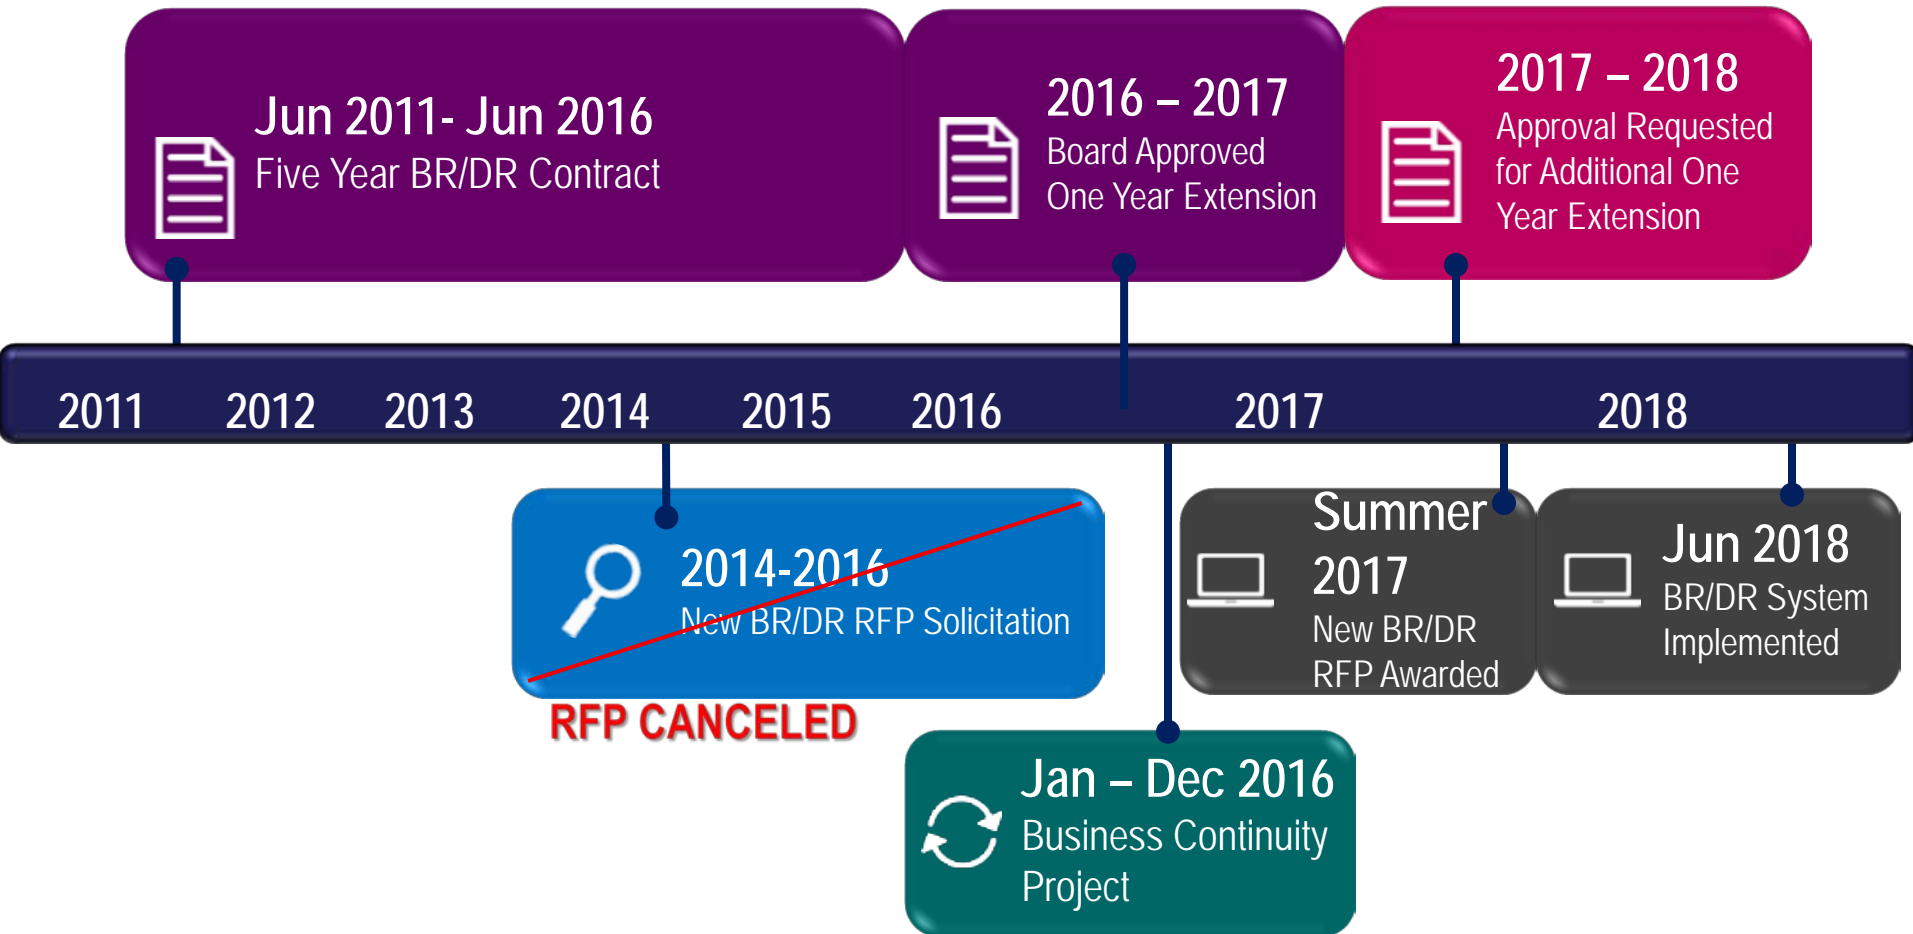 Jun 2011- Jun 2016
Five Year BR/DR Contract
2016 – 2017
Board Approved
One Year Extension
2017 – 2018
Approval Requested
for Additional One
Year Extension
2011 2012 2013 2014 2015 2016 2017 2018
2014-2016
New BR/DR RFP Solicitation
RFP CANCELED
Summer
2017
New BR/DR
RFP Awarded
Jun 2018
BR/DR System
Implemented
Jan – Dec 2016
Business Continuity
Project